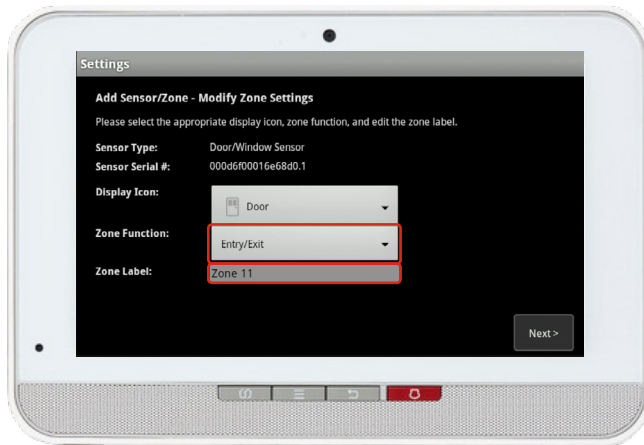 Settings
Add Sensor/Zone - Modify Zone Settings
Please select the appropriate display icon, zone function, and edit the zone label.
Sensor Type: Door/Window Sensor
Sensor Serial #: 000d6f00016e68d0.1
Display Icon: Door
Zone Function: Entry/Exit
Zone Label: Zone 11
Next >